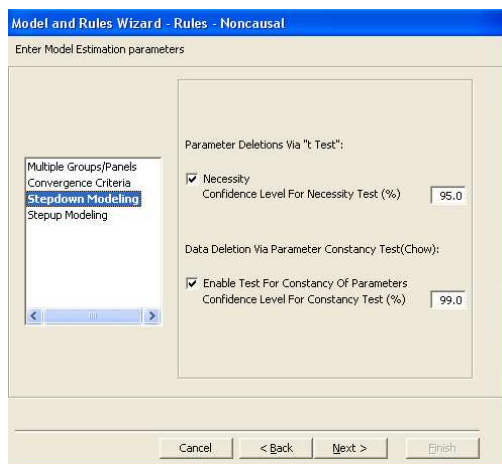 Model and Rules Wizard - Rules - Noncausal
Enter Model Estimation parameters
Multiple Groups/Panels
Convergence Criteria
Stepdown Modeling
Stepup Modeling
Parameter Deletions Via "t Test":
Necessity
Confidence Level For Necessity Test (%) 95.0
Data Deletion Via Parameter Constancy Test(Chow):
Enable Test For Constancy Of Parameters
Confidence Level For Constancy Test (%) 99.0
Cancel < Back Next > Finish